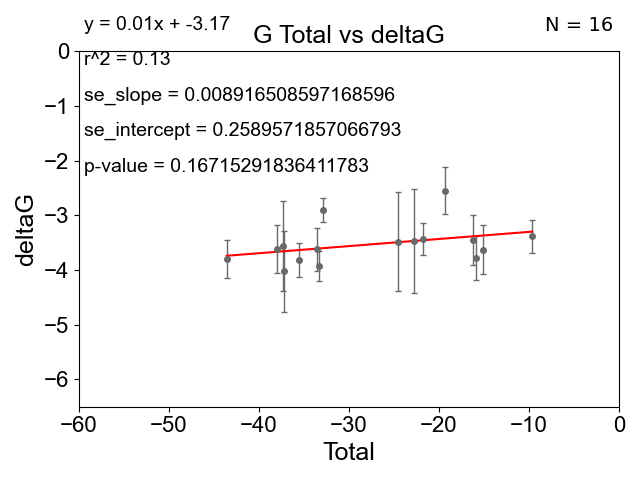 y = 0.01x + -3.17
N = 16
G Total vs deltaG
r^2 = 0.13
se_slope = 0.008916508597168596
se_intercept = 0.2589571857066793
p-value = 0.16715291836411783
deltaG
0
−1
−2
−3
−4
−5
−6
−60
−50
−40
−30
−20
−10
0
Total